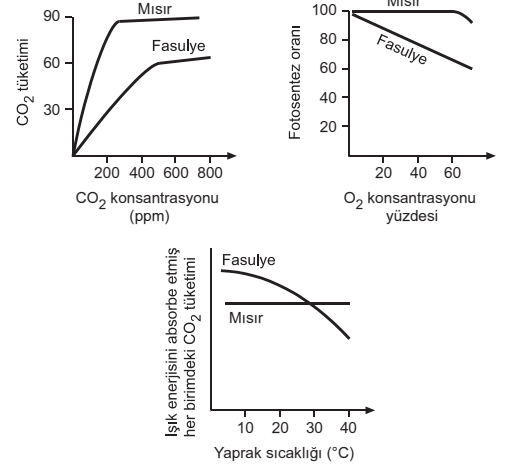 CO2 tüketimi
90
60
30
Mısır
Fasulye
200 400 600 800
CO2 konsantrasyonu
(ppm)
Fotosentez oranı
100
80
60
40
20
Mısır
Fasulye
20 40 60
O2 konsantrasyonu
yüzdesi
Işık enerjisini absorbe etmiş
her birimdeki CO2 tüketimi
Fasulye
Mısır
10 20 30 40
Yaprak sıcaklığı (°C)